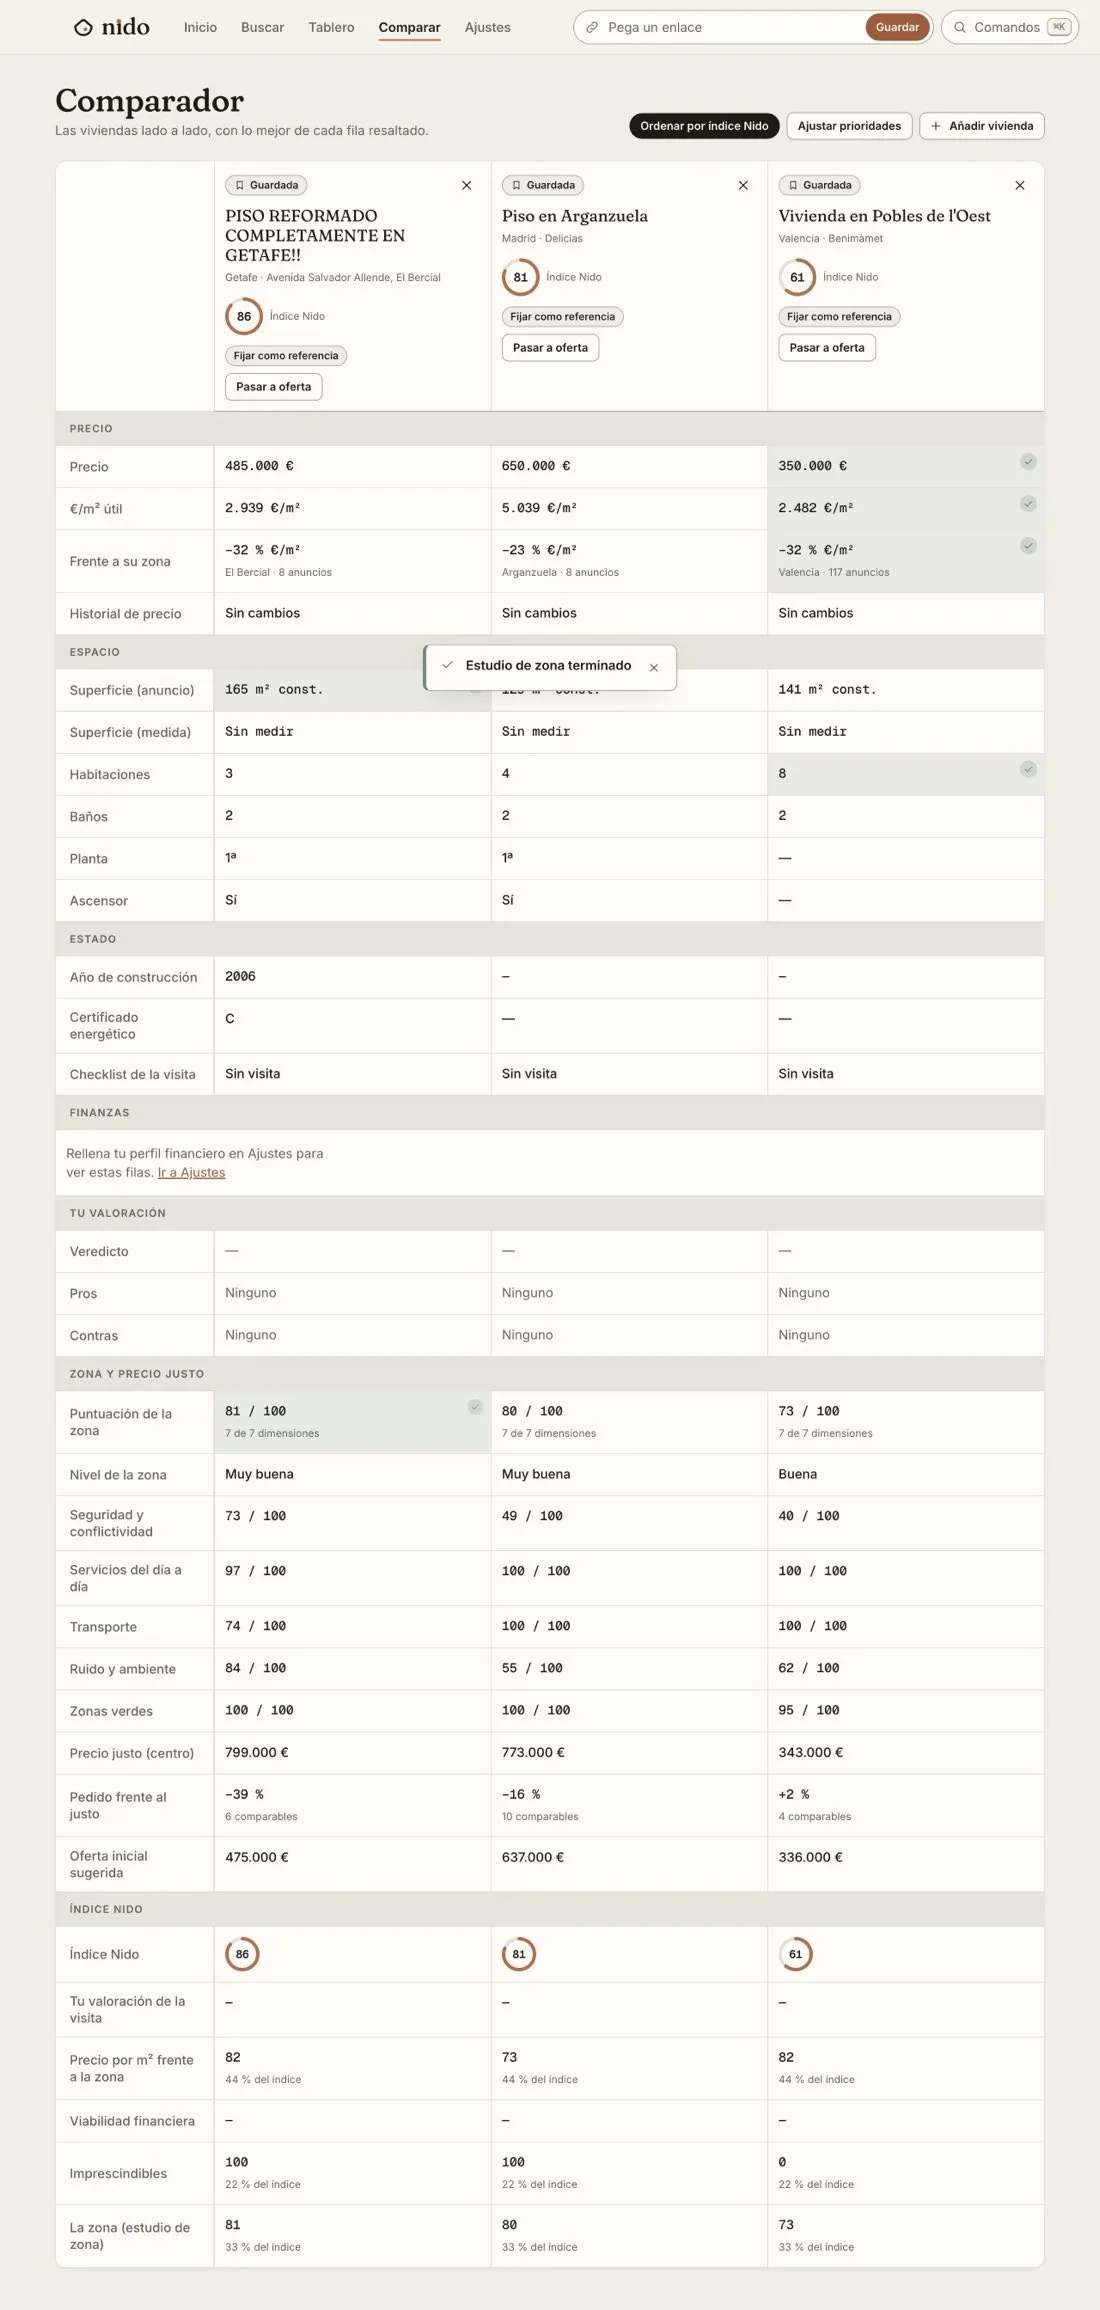 nido
Inicio
Buscar
Tablero
Comparar
Ajustes
Pega un enlace
Guardar
Comandos
⌘K
Comparador
Las viviendas lado a lado, con lo mejor de cada fila resaltado.
Ordenar por índice Nido
Ajustar prioridades
+ Añadir vivienda
Guardada
PISO REFORMADO
COMPLETAMENTE EN
GETAFE!!
Getafe · Avenida Salvador Allende, El Bercial
86 Índice Nido
Fijar como referencia
Pasar a oferta
Guardada
Piso en Arganzuela
Madrid · Delicias
81 Índice Nido
Fijar como referencia
Pasar a oferta
Guardada
Vivienda en Pobles de l'Oest
Valencia · Benimàmet
61 Índice Nido
Fijar como referencia
Pasar a oferta
PRECIO
Precio 485.000 € 650.000 € 350.000 €
€/m² útil 2.939 €/m² 5.039 €/m² 2.482 €/m²
Frente a su zona −32 % €/m² −23 % €/m² −32 % €/m²
El Bercial · 8 anuncios Arganzuela · 8 anuncios Valencia · 117 anuncios
Historial de precio Sin cambios Sin cambios Sin cambios
ESPACIO
Estudio de zona terminado
Superficie (anuncio) 165 m² const. 129 m² const. 141 m² const.
Superficie (medida) Sin medir Sin medir Sin medir
Habitaciones 3 4 8
Baños 2 2 2
Planta 1ª 1ª —
Ascensor Sí Sí —
ESTADO
Año de construcción 2006 – –
Certificado
energético C — —
Checklist de la visita Sin visita Sin visita Sin visita
FINANZAS
Rellena tu perfil financiero en Ajustes para
ver estas filas. Ir a Ajustes
TU VALORACIÓN
Veredicto — — —
Pros Ninguno Ninguno Ninguno
Contras Ninguno Ninguno Ninguno
ZONA Y PRECIO JUSTO
Puntuación de la
zona 81 / 100 80 / 100 73 / 100
7 de 7 dimensiones 7 de 7 dimensiones 7 de 7 dimensiones
Nivel de la zona Muy buena Muy buena Buena
Seguridad y
conflictividad 73 / 100 49 / 100 40 / 100
Servicios del día a
día 97 / 100 100 / 100 100 / 100
Transporte 74 / 100 100 / 100 100 / 100
Ruido y ambiente 84 / 100 55 / 100 62 / 100
Zonas verdes 100 / 100 100 / 100 95 / 100
Precio justo (centro) 799.000 € 773.000 € 343.000 €
Pedido frente al
justo −39 % −16 % +2 %
6 comparables 10 comparables 4 comparables
Oferta inicial
sugerida 475.000 € 637.000 € 336.000 €
ÍNDICE NIDO
Índice Nido 86 81 61
Tu valoración de la
visita – – –
Precio por m² frente
a la zona 82 73 82
44 % del índice 44 % del índice 44 % del índice
Viabilidad financiera – – –
Imprescindibles 100 100 0
22 % del índice 22 % del índice 22 % del índice
La zona (estudio de
zona) 81 80 73
33 % del índice 33 % del índice 33 % del índice